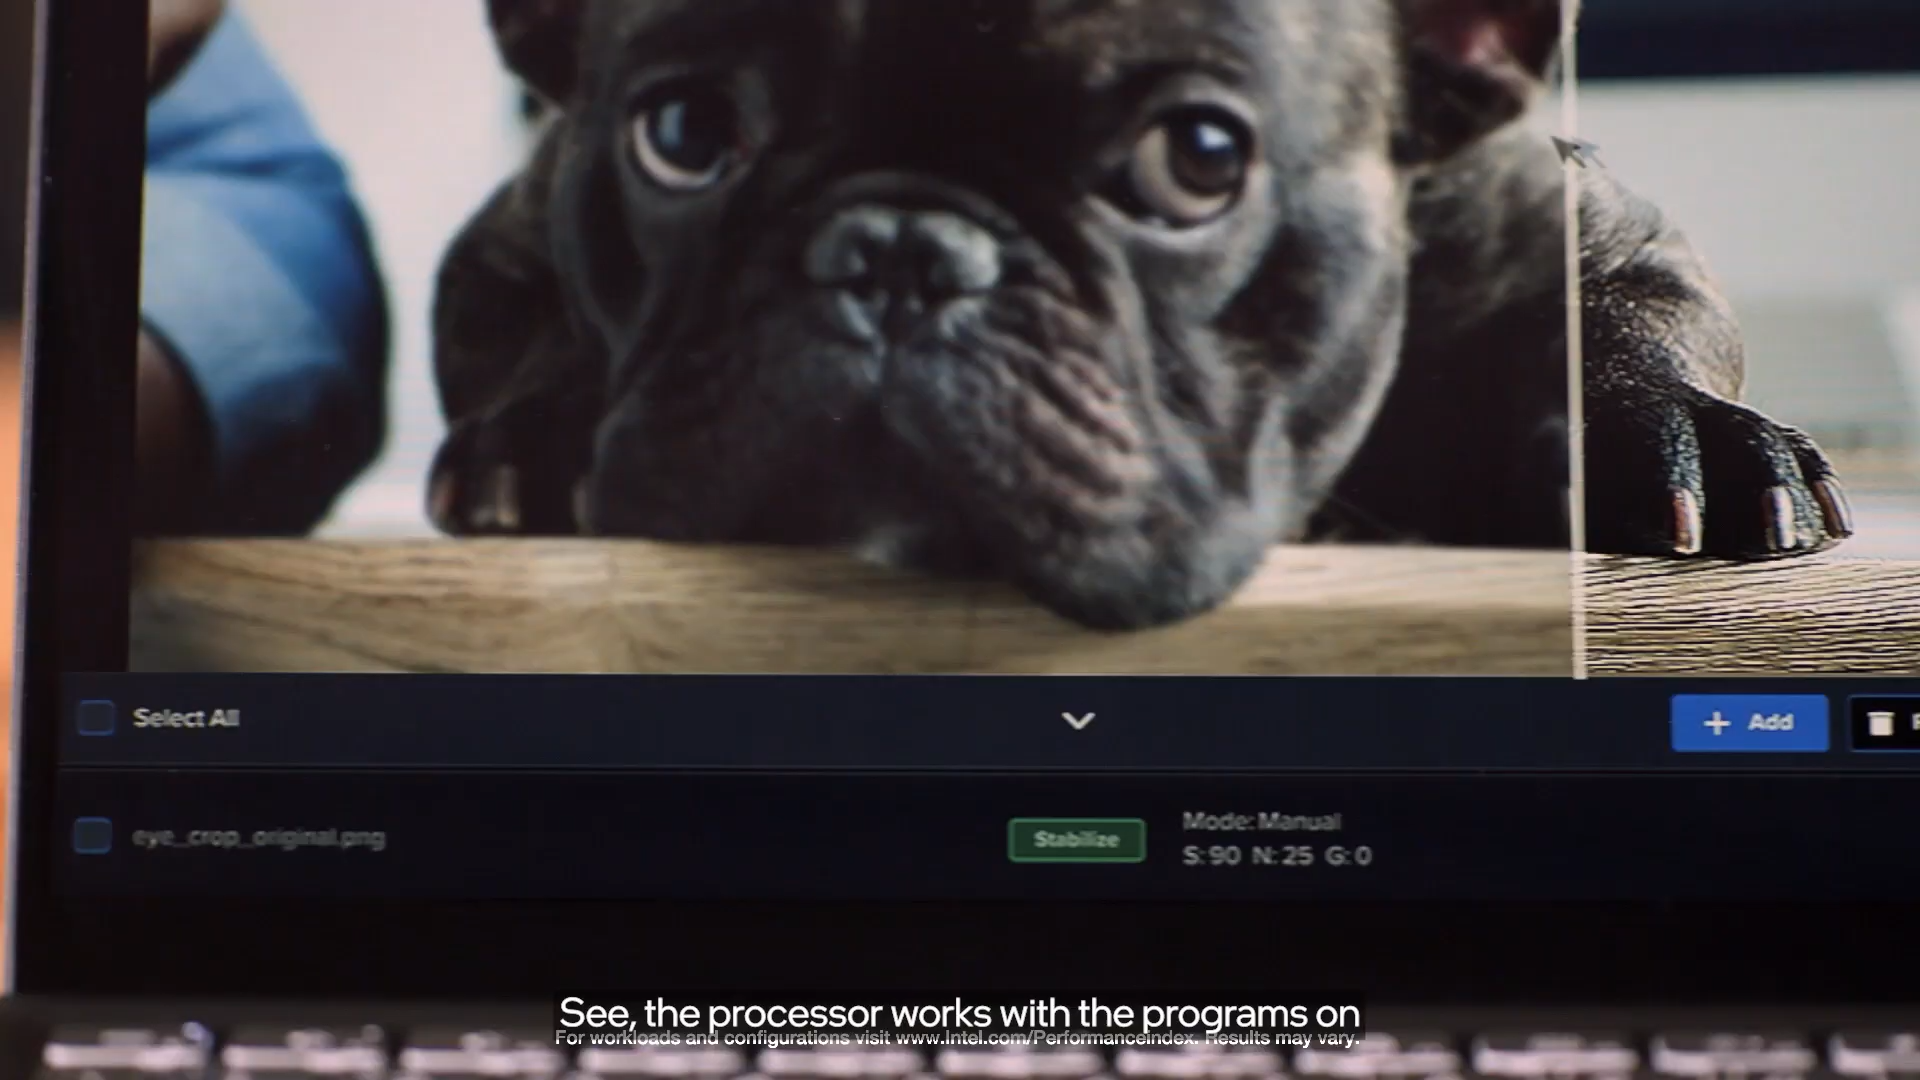 Select All
+ Add
eye_crop_original.png
Stabilize
Mode: Manual
S: 90 N: 25 G: 0
See, the processor works with the programs on
For workloads and configurations visit www.Intel.com/PerformanceIndex. Results may vary.